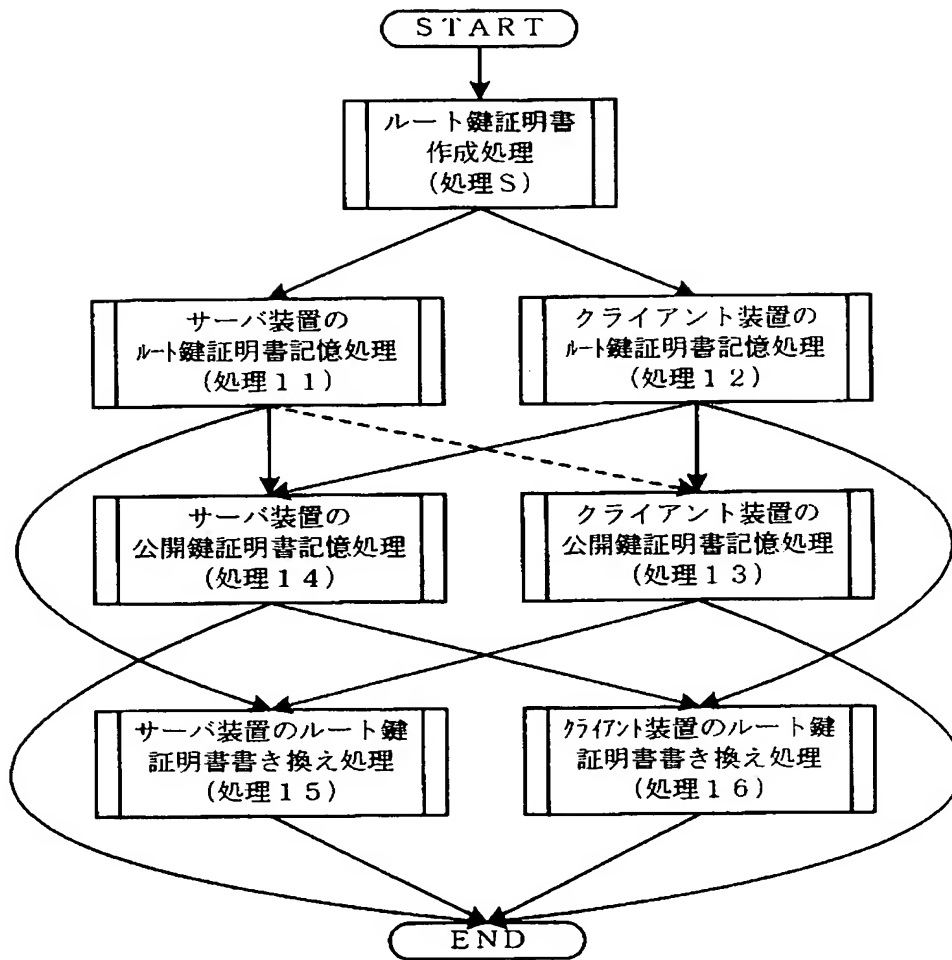 START
ルート鍵証明書
作成処理
(処理S)
サーバ装置の
ルート鍵証明書記憶処理
(処理11)
クライアント装置の
ルート鍵証明書記憶処理
(処理12)
サーバ装置の
公開鍵証明書記憶処理
(処理14)
クライアント装置の
公開鍵証明書記憶処理
(処理13)
サーバ装置のルート鍵
証明書書き換え処理
(処理15)
クライアント装置のルート鍵
証明書書き換え処理
(処理16)
END